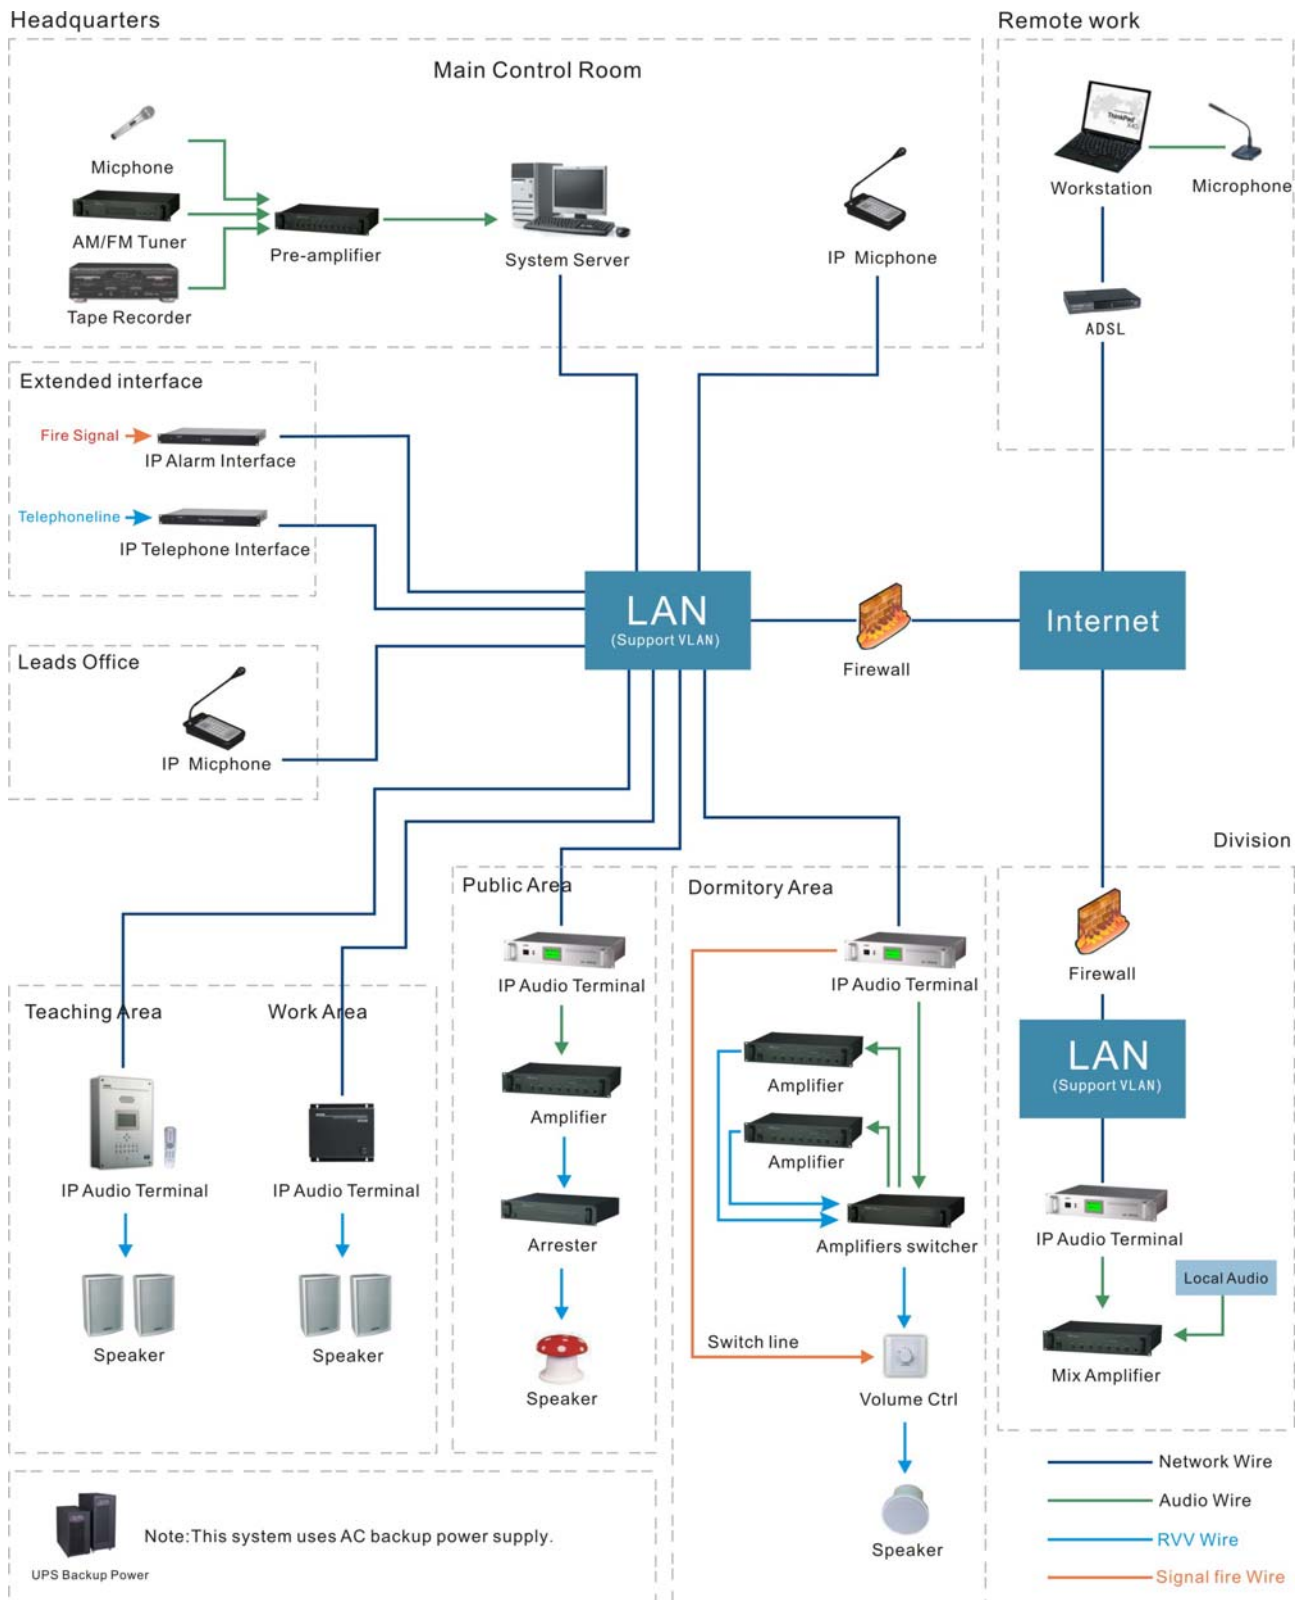 Headquarters
Remote work
Main Control Room
Micphone
AM/FM Tuner
Tape Recorder
Pre-amplifier
System Server
IP Micphone
ThinkPad
Workstation
Microphone
ADSL
Extended interface
Fire Signal
IP Alarm Interface
Telephoneline
IP Telephone Interface
LAN
(Support VLAN)
Firewall
Internet
Leads Office
IP Micphone
Division
Public Area
Dormitory Area
IP Audio Terminal
IP Audio Terminal
Firewall
Teaching Area
Work Area
LAN
(Support VLAN)
Amplifier
Amplifier
Amplifier
IP Audio Terminal
IP Audio Terminal
Arrester
Amplifiers switcher
IP Audio Terminal
Local Audio
Speaker
Speaker
Switch line
Speaker
Volume Ctrl
Mix Amplifier
Network Wire
Audio Wire
RVV Wire
Signal fire Wire
Speaker
Note:This system uses AC backup power supply.
UPS Backup Power